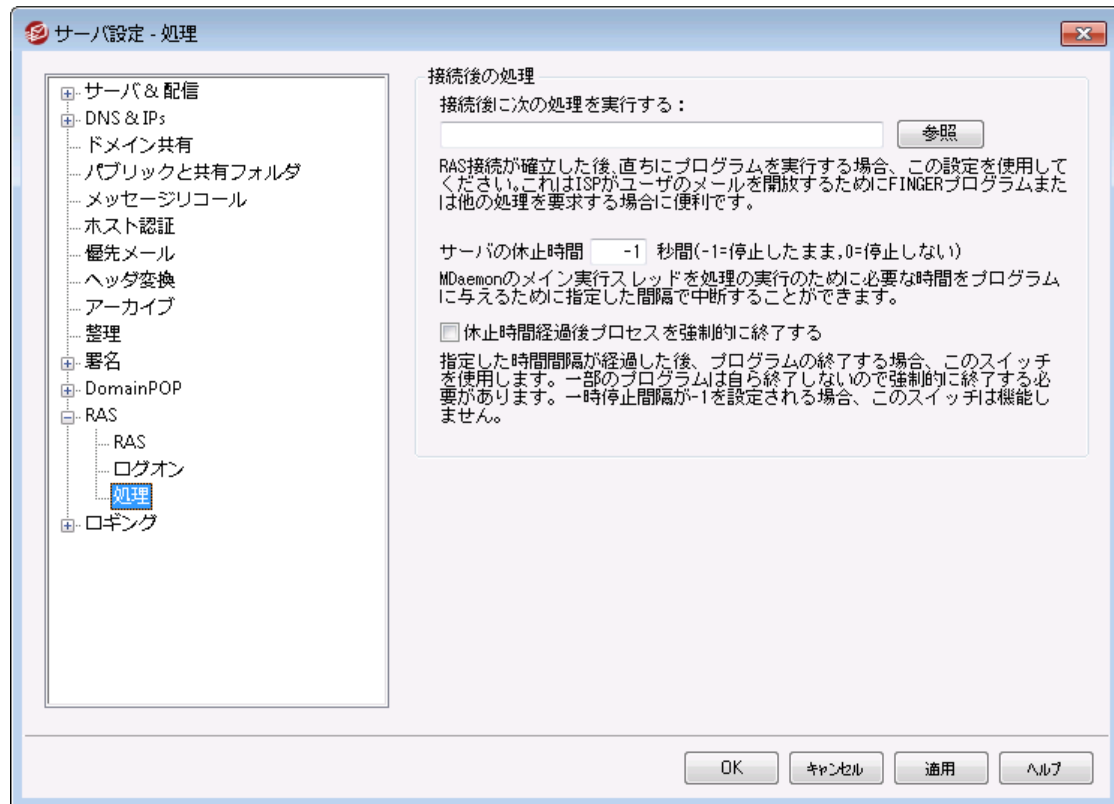 サーバ設定 - 処理
サーバ & 配信
DNS & IPs
ドメイン共有
パブリックと共有フォルダ
メッセージリコール
ホスト認証
優先メール
ヘッダ変換
アーカイブ
整理
署名
DomainPOP
RAS
RAS
ログオン
処理
ロギング
接続後の処理
接続後に次の処理を実行する：
参照
RAS接続が確立した後、直ちにプログラムを実行する場合、この設定を使用して
ください。これはISPがユーザのメールを開放するためにFINGERプログラムまた
は他の処理を要求する場合に便利です。
サーバの休止時間 -1 秒間(-1=停止したまま,0=停止しない)
MDaemonのメイン実行スレッドを処理の実行のために必要な時間をプログラム
に与えるために指定した間隔で中断することができます。
休止時間経過後プロセスを強制的に終了する
指定した時間間隔が経過した後、プログラムの終了する場合、このスイッチ
を使用します。一部のプログラムは自ら終了しないので強制的に終了する必
要があります。一時停止間隔が-1を設定される場合、このスイッチは機能し
ません。
OK
キャンセル
適用
ヘルプ